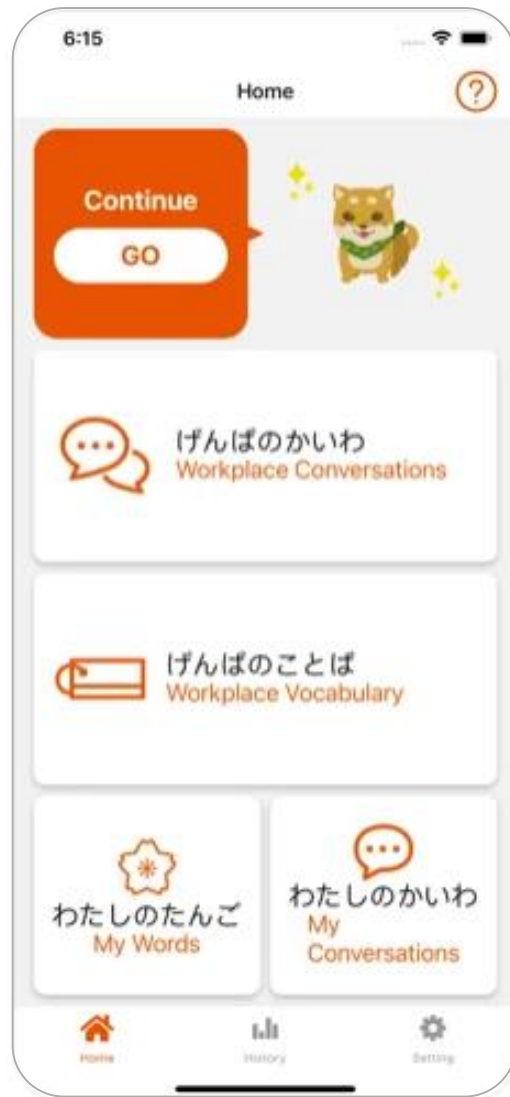 6:15
Home
Continue
GO
げんばのかいわ
Workplace Conversations
げんばのことば
Workplace Vocabulary
わたしのたんご
My Words
わたしのかいわ
My
Conversations
Home
History
Setting